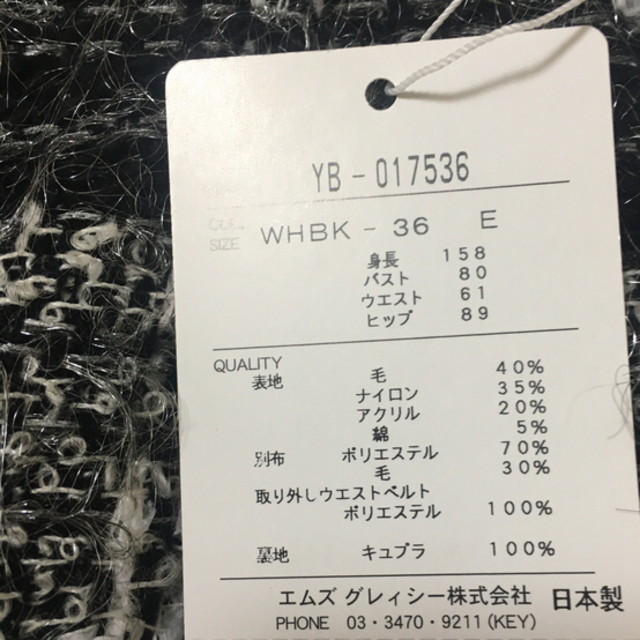 YB-017536
SIZE WHBK - 36 E
身長 158
バスト 80
ウエスト 61
ヒップ 89
QUALITY
表地 毛 40%
ナイロン 35%
アクリル 20%
綿 5%
別布 ポリエステル 70%
毛 30%
取り外しウエストベルト
ポリエステル 100%
裏地 キュプラ 100%
エムズ グレィシー株式会社 日本製
PHONE 03・3470・9211(KEY)